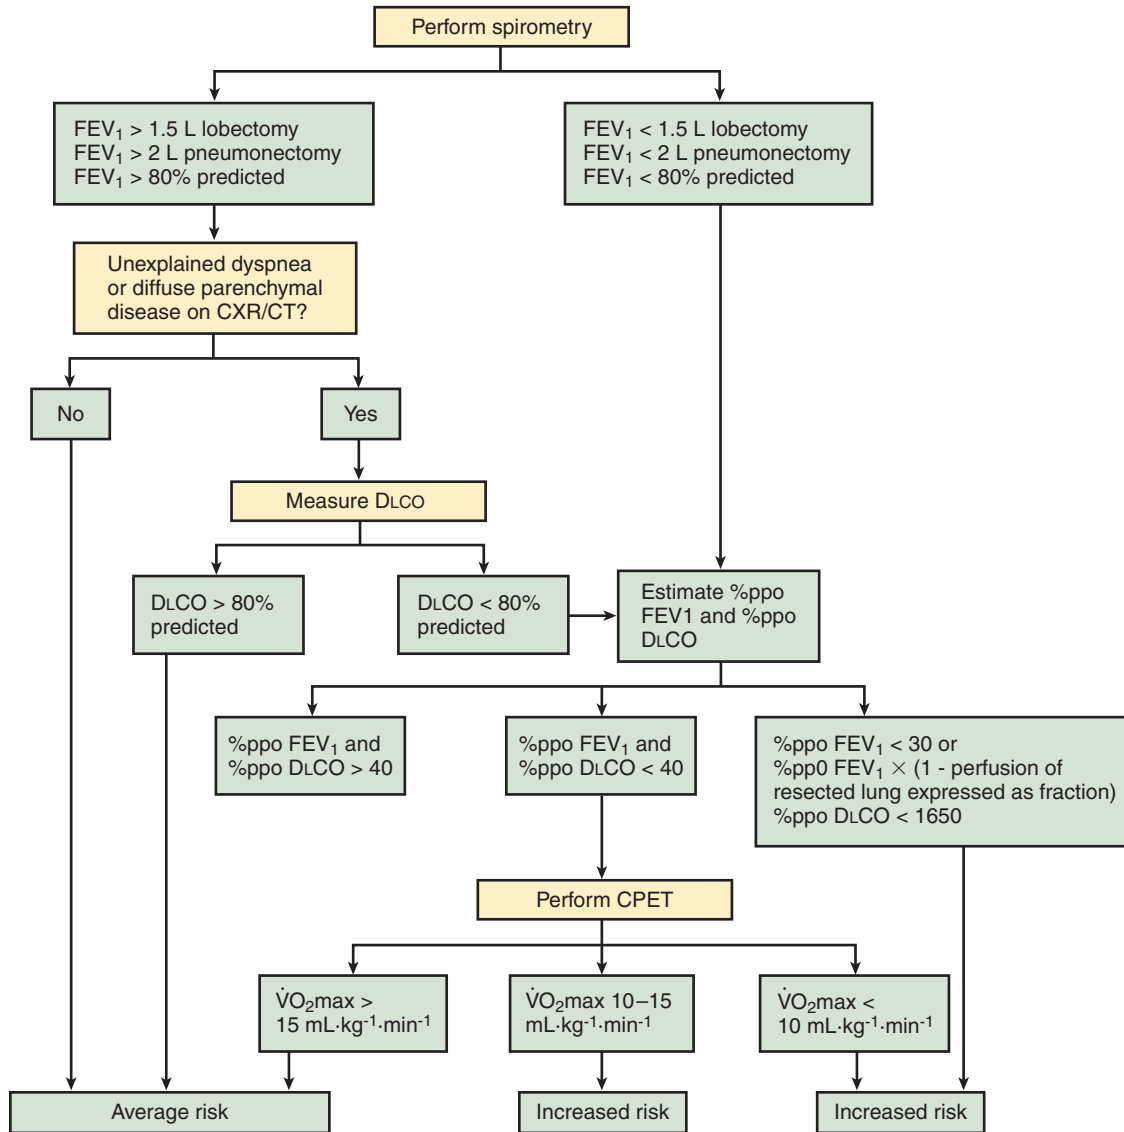 Perform spirometry
FEV₁ > 1.5 L lobectomy
FEV₁ > 2 L pneumonectomy
FEV₁ > 80% predicted
FEV₁ < 1.5 L lobectomy
FEV₁ < 2 L pneumonectomy
FEV₁ < 80% predicted
Unexplained dyspnea
or diffuse parenchymal
disease on CXR/CT?
No
Yes
Measure DLCO
DLCO > 80%
predicted
DLCO < 80%
predicted
Estimate %ppo
FEV1 and %ppo
DLCO
%ppo FEV₁ and
%ppo DLCO > 40
%ppo FEV₁ and
%ppo DLCO < 40
%ppo FEV₁ < 30 or
%pp0 FEV₁ × (1 - perfusion of
resected lung expressed as fraction)
%ppo DLCO < 1650
Perform CPET
V̇O₂max >
15 mL·kg⁻¹·min⁻¹
V̇O₂max 10–15
mL·kg⁻¹·min⁻¹
V̇O₂max <
10 mL·kg⁻¹·min⁻¹
Average risk
Increased risk
Increased risk